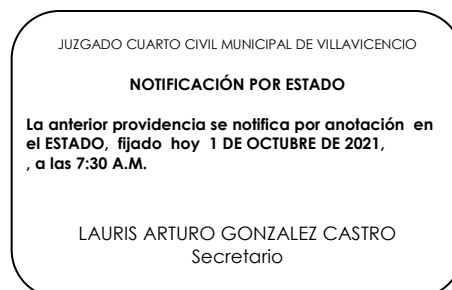 JUZGADO CUARTO CIVIL MUNICIPAL DE VILLAVICENCIO
NOTIFICACIÓN POR ESTADO
La anterior providencia se notifica por anotación en
el ESTADO, fijado hoy 1 DE OCTUBRE DE 2021,
, a las 7:30 A.M.
LAURIS ARTURO GONZALEZ CASTRO
Secretario